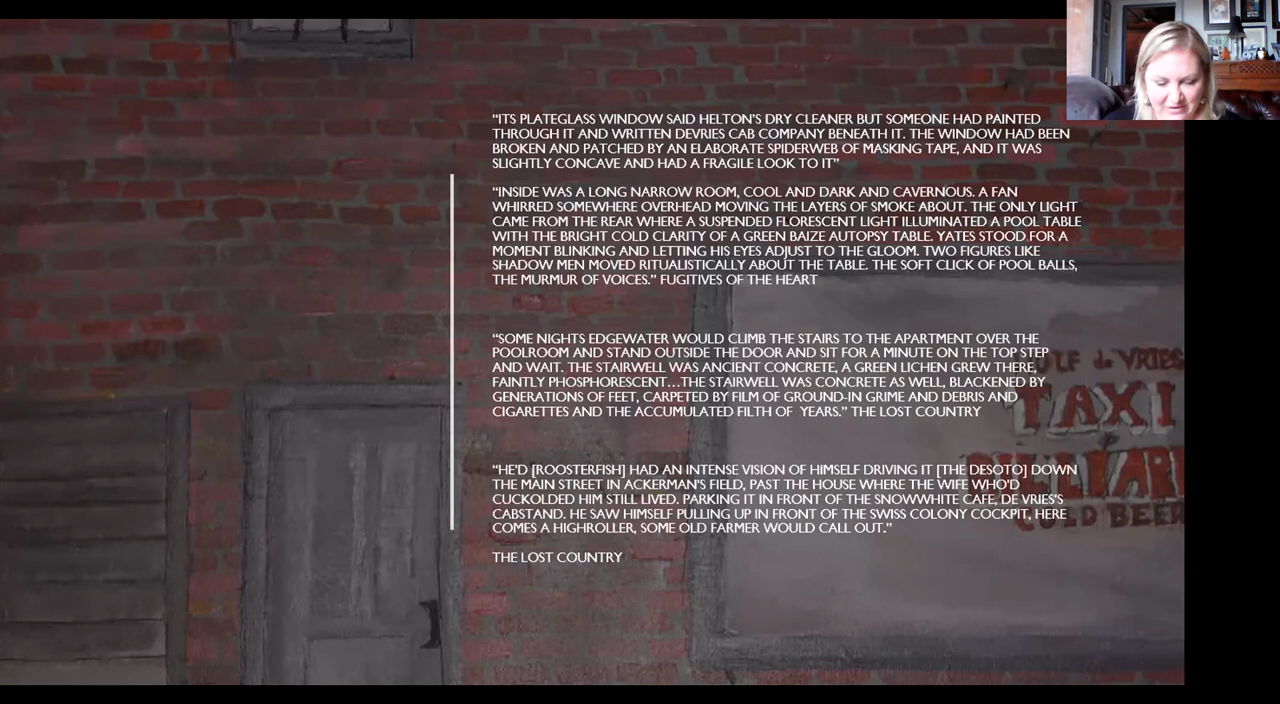 “ITS PLATEGLASS WINDOW SAID HELTON’S DRY CLEANER BUT SOMEONE HAD PAINTED
THROUGH IT AND WRITTEN DEVRIES CAB COMPANY BENEATH IT. THE WINDOW HAD BEEN
BROKEN AND PATCHED BY AN ELABORATE SPIDERWEB OF MASKING TAPE, AND IT WAS
SLIGHTLY CONCAVE AND HAD A FRAGILE LOOK TO IT”
“INSIDE WAS A LONG NARROW ROOM, COOL AND DARK AND CAVERNOUS. A FAN
WHIRRED SOMEWHERE OVERHEAD MOVING THE LAYERS OF SMOKE ABOUT. THE ONLY LIGHT
CAME FROM THE REAR WHERE A SUSPENDED FLORESCENT LIGHT ILLUMINATED A POOL TABLE
WITH THE BRIGHT COLD CLARITY OF A GREEN BAIZE AUTOPSY TABLE. YATES STOOD FOR A
MOMENT BLINKING AND LETTING HIS EYES ADJUST TO THE GLOOM. TWO FIGURES LIKE
SHADOW MEN MOVED RITUALISTICALLY ABOUT THE TABLE. THE SOFT CLICK OF POOL BALLS,
THE MURMUR OF VOICES.” FUGITIVES OF THE HEART
“SOME NIGHTS EDGEWATER WOULD CLIMB THE STAIRS TO THE APARTMENT OVER THE
POOLROOM AND STAND OUTSIDE THE DOOR AND SIT FOR A MINUTE ON THE TOP STEP
AND WAIT. THE STAIRWELL WAS ANCIENT CONCRETE, A GREEN LICHEN GREW THERE,
FAINTLY PHOSPHORESCENT…THE STAIRWELL WAS CONCRETE AS WELL, BLACKENED BY
GENERATIONS OF FEET, CARPETED BY FILM OF GROUND-IN GRIME AND DEBRIS AND
CIGARETTES AND THE ACCUMULATED FILTH OF YEARS.” THE LOST COUNTRY
“HE’D [ROOSTERFISH] HAD AN INTENSE VISION OF HIMSELF DRIVING IT [THE DESOTO] DOWN
THE MAIN STREET IN ACKERMAN’S FIELD, PAST THE HOUSE WHERE THE WIFE WHO’D
CUCKOLDED HIM STILL LIVED. PARKING IT IN FRONT OF THE SNOWWHITE CAFE, DE VRIES’S
CABSTAND. HE SAW HIMSELF PULLING UP IN FRONT OF THE SWISS COLONY COCKPIT, HERE
COMES A HIGHROLLER, SOME OLD FARMER WOULD CALL OUT.”
THE LOST COUNTRY
de VRIES
TAXI
COLD BEER